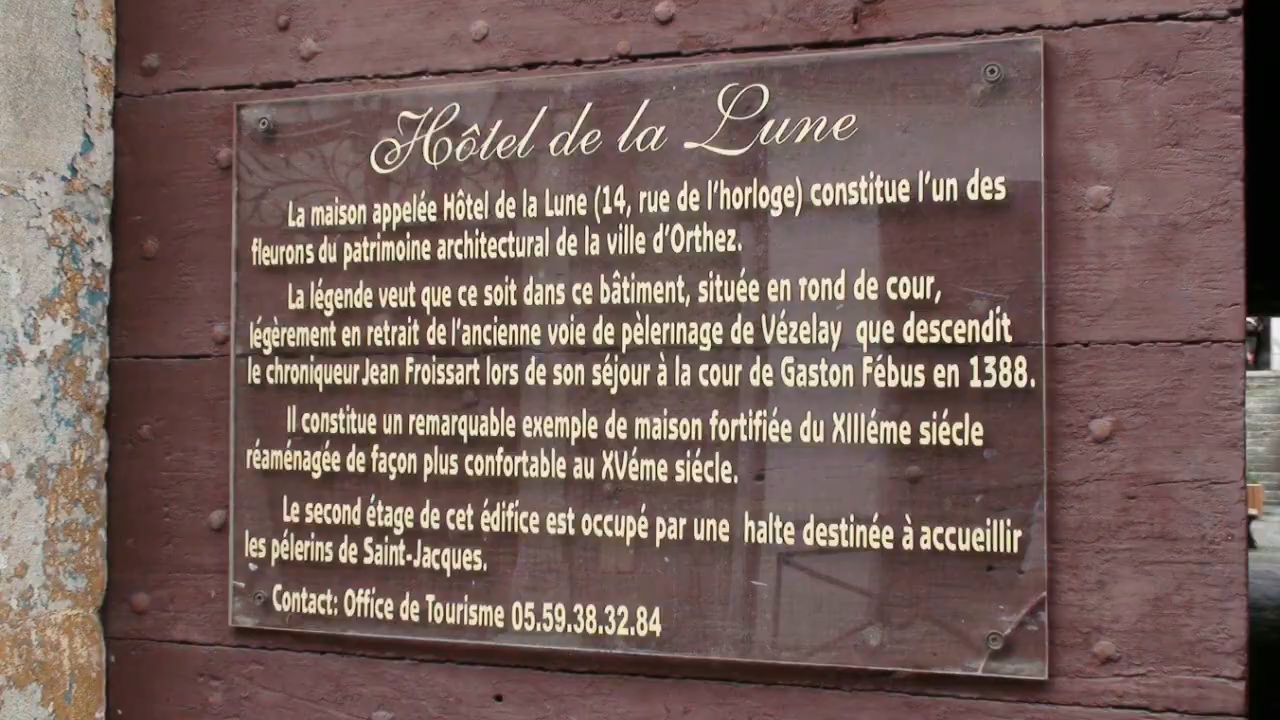 Hôtel de la Lune
La maison appelée Hôtel de la Lune (14, rue de l'horloge) constitue l'un des
fleurons du patrimoine architectural de la ville d'Orthez.
La légende veut que ce soit dans ce bâtiment, située en rond de cour,
légèrement en retrait de l'ancienne voie de pèlerinage de Vézelay que descendit
le chroniqueur Jean Froissart lors de son séjour à la cour de Gaston Fébus en 1388.
Il constitue un remarquable exemple de maison fortifiée du XIIIéme siécle
réaménagée de façon plus confortable au XVéme siécle.
Le second étage de cet édifice est occupé par une halte destinée à accueillir
les pélerins de Saint-Jacques.
Contact: Office de Tourisme 05.59.38.32.84